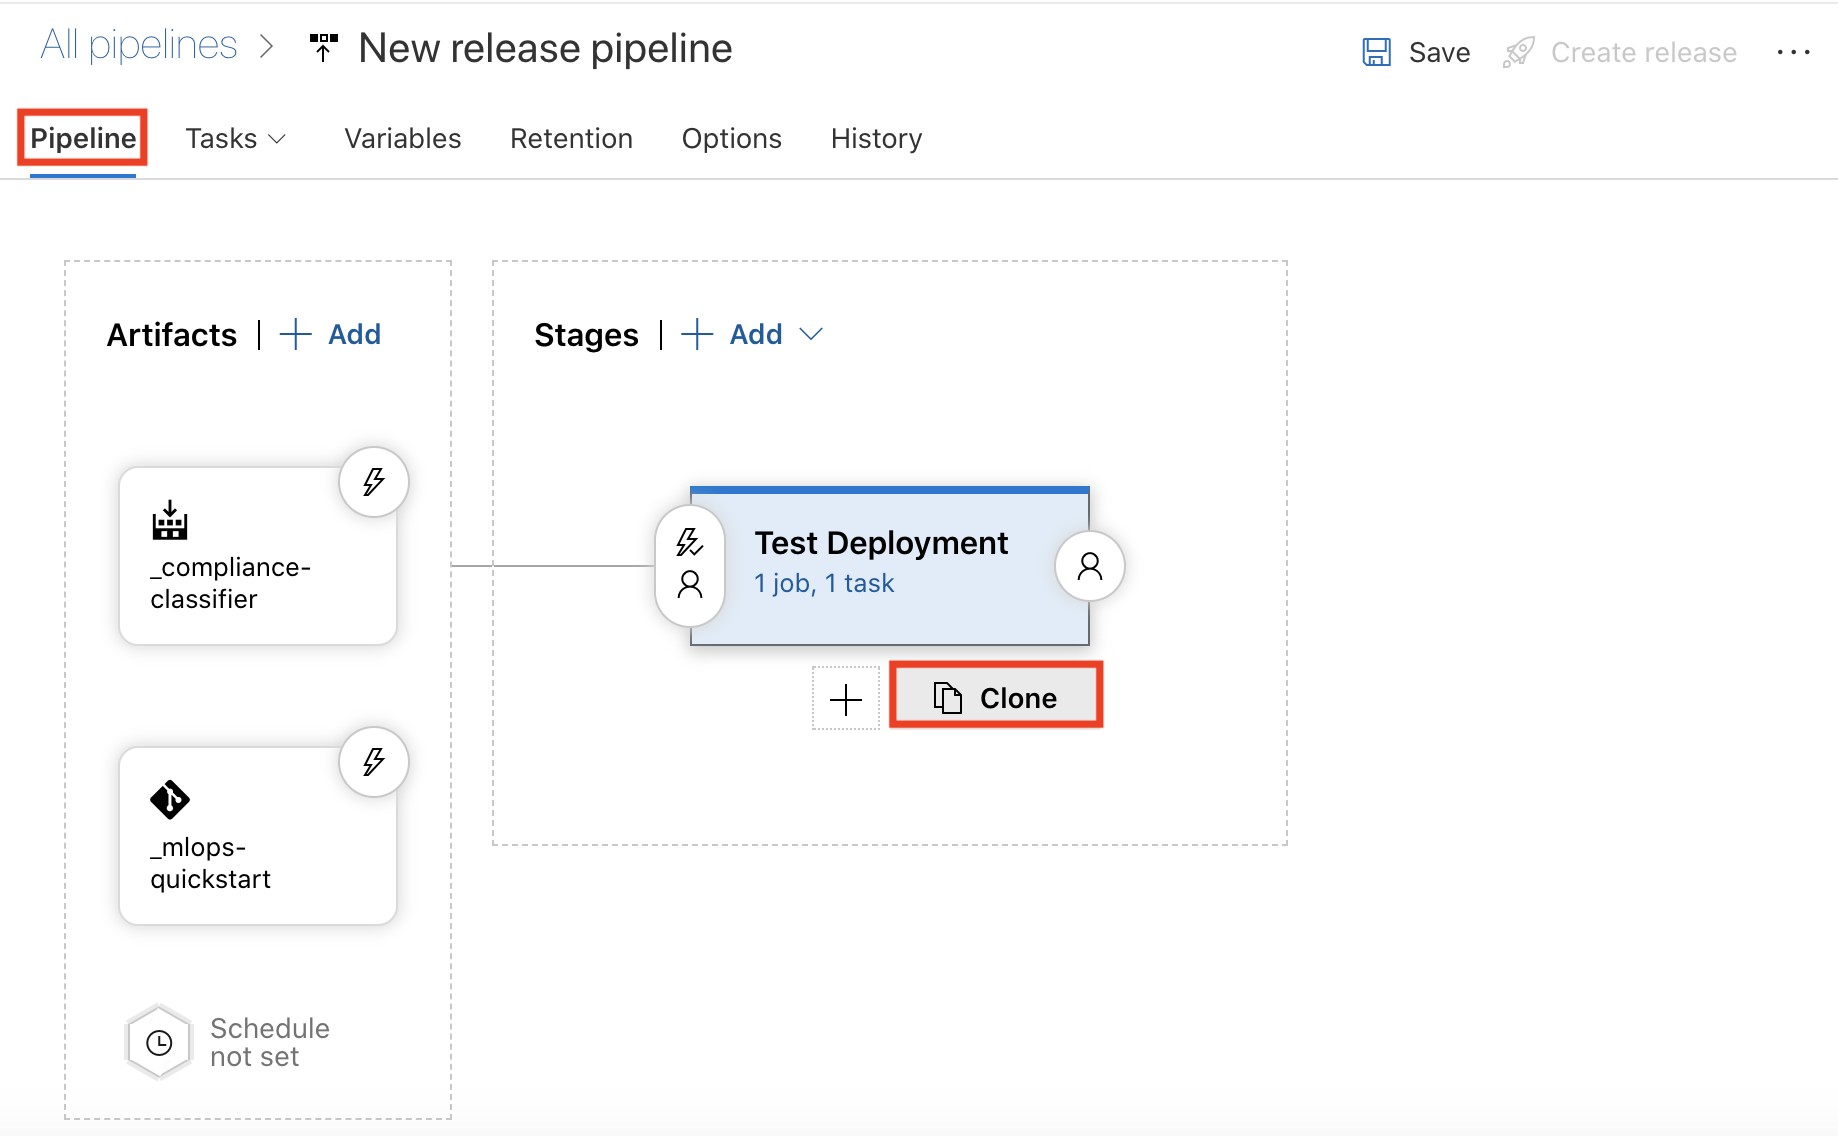 All pipelines New release pipeline
Save Create release
Pipeline Tasks Variables Retention Options History
Artifacts | Add
Stages | Add
_compliance-
classifier
Test Deployment
1 job, 1 task
Clone
_mlops-
quickstart
Schedule
not set